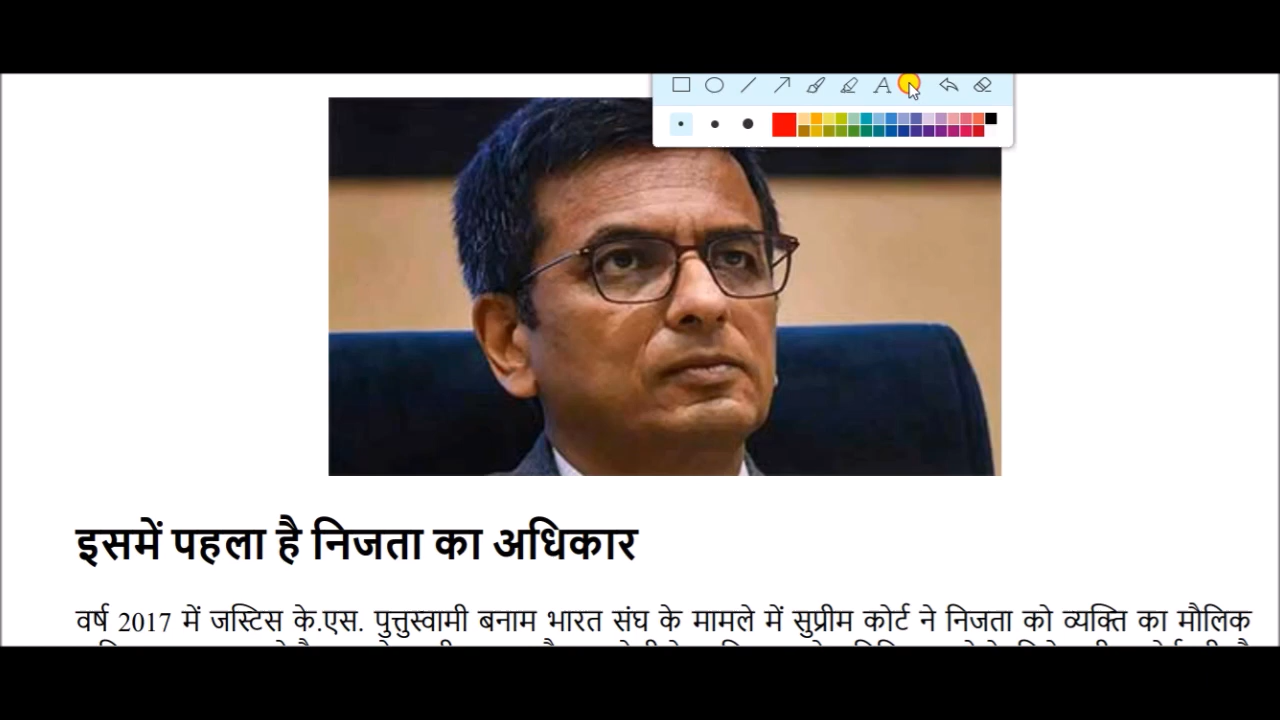 इसमें पहला है निजता का अधिकार
वर्ष 2017 में जस्टिस के.एस. पुत्तुस्वामी बनाम भारत संघ के मामले में सुप्रीम कोर्ट ने निजता को व्यक्ति का मौलिक